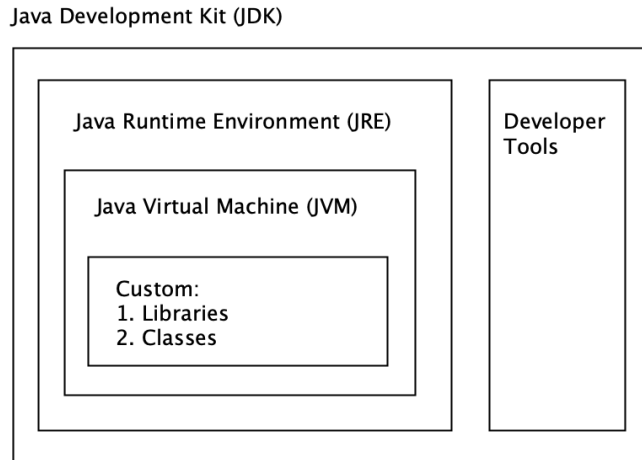 Java Development Kit (JDK)
Java Runtime Environment (JRE)
Developer
Tools
Java Virtual Machine (JVM)
Custom:
1. Libraries
2. Classes